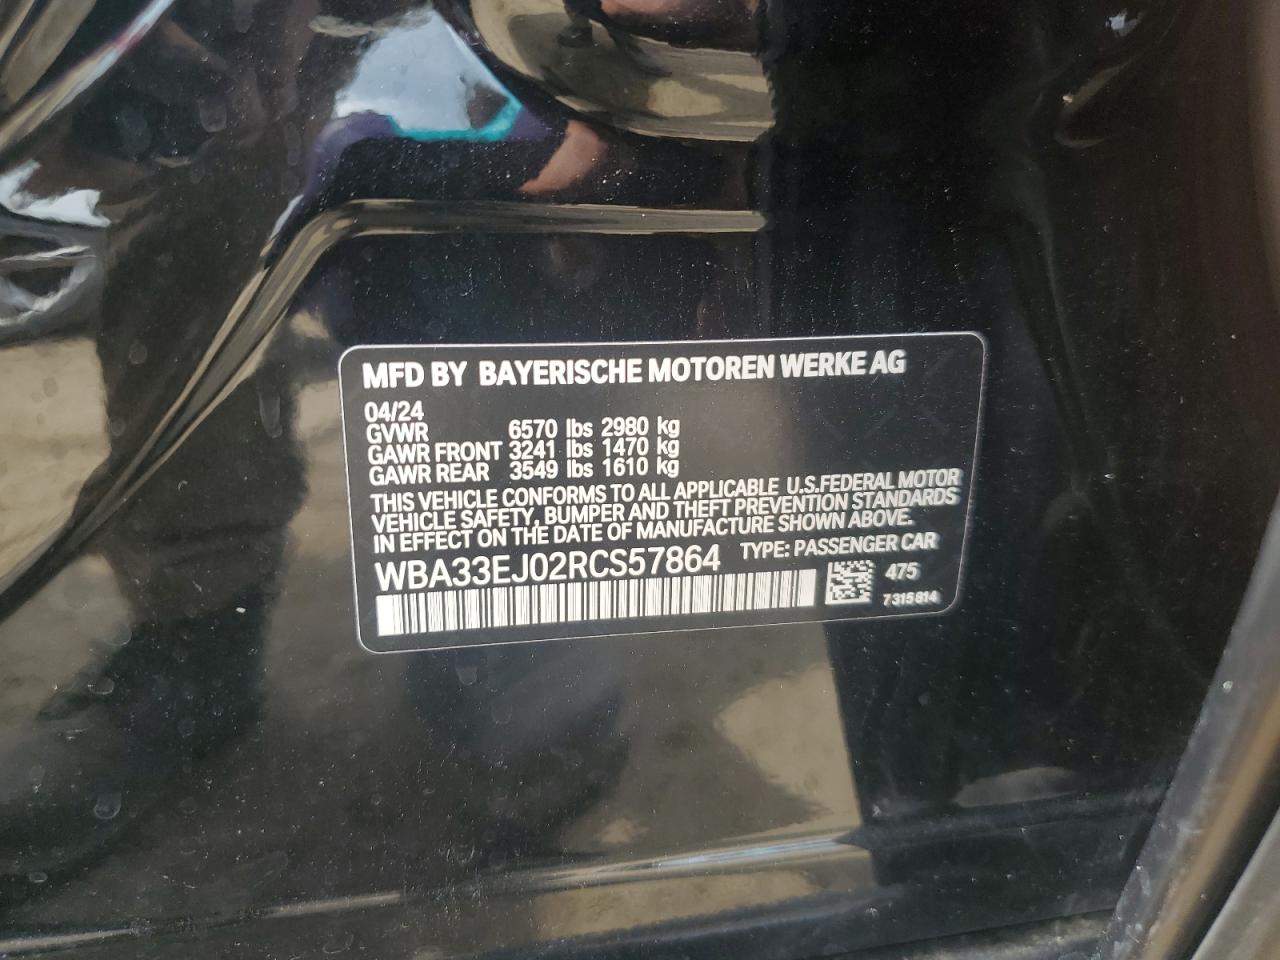 MFD BY BAYERISCHE MOTOREN WERKE AG
04/24
GVWR 6570 lbs 2980 kg
GAWR FRONT 3241 lbs 1470 kg
GAWR REAR 3549 lbs 1610 kg
THIS VEHICLE CONFORMS TO ALL APPLICABLE U.S.FEDERAL MOTOR
VEHICLE SAFETY, BUMPER AND THEFT PREVENTION STANDARDS
IN EFFECT ON THE DATE OF MANUFACTURE SHOWN ABOVE.
WBA33EJ02RCS57864 TYPE: PASSENGER CAR
475
7315814